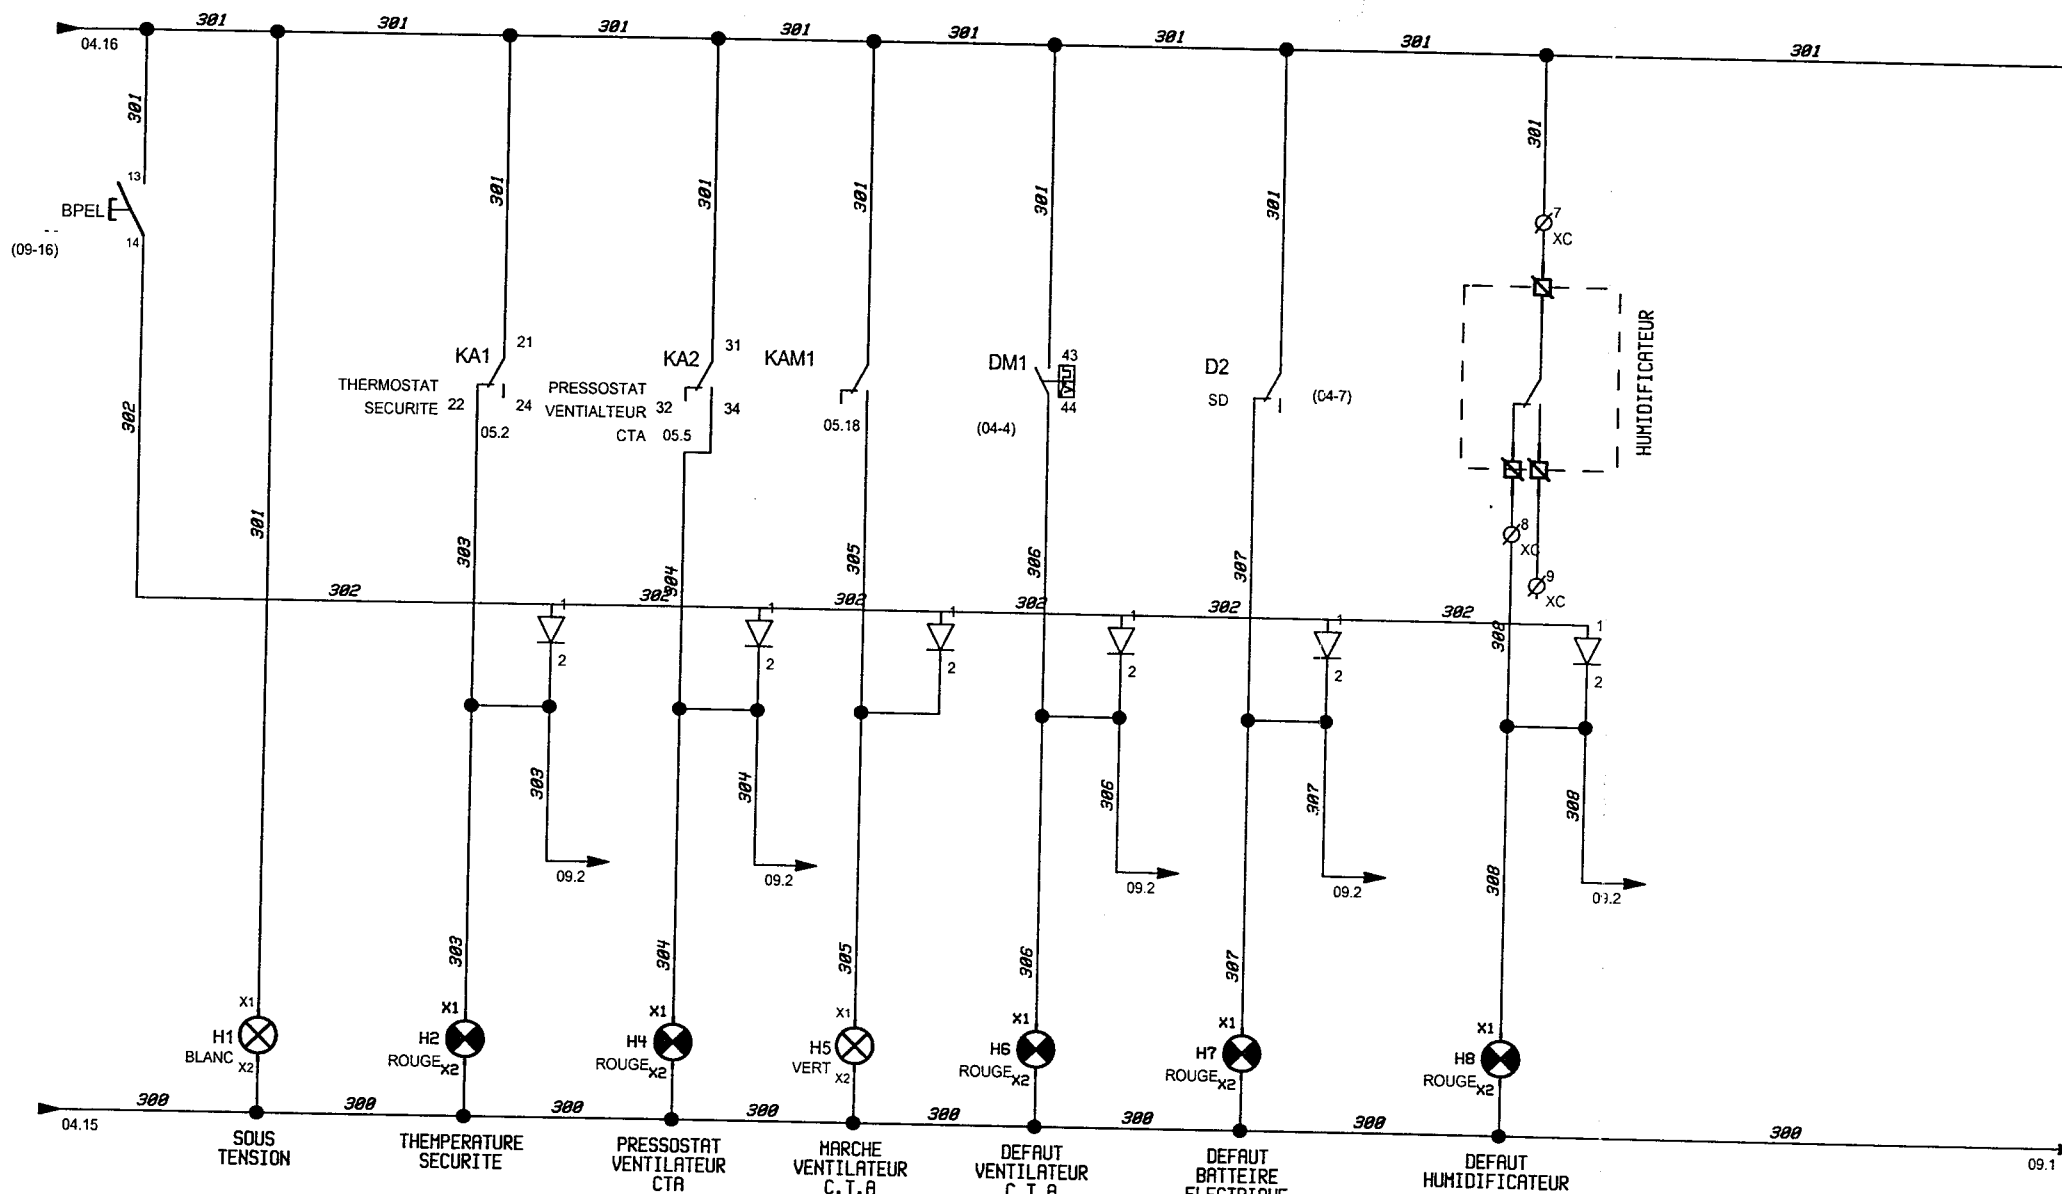 301 301 301 301 301 301 301 301
04.16
301
301 301 301 301 301 301
13
BPEL
14
(09-16)
7
XC
HUMIDIFICATEUR
KA1 21
THERMOSTAT
SECURITE 22 24
05.2
KA2 31
PRESSOSTAT
VENTIALTEUR 32 34
CTA 05.5
KAM1
05.18
DM1 43
44
(04-4)
D2
SD (04-7)
302
301
303 304 305 306 307
8
XC
9
XC
302 302 302 302 302 302
308
1 1 1 1 1 1
2 2 2 2 2 2
303 304 306 307 308
09.2 09.2 09.2 09.2
303 304 305 306 307 308
X1 X1 X1 X1 X1 X1 X1
H1 H2 H4 H5 H6 H7 H8
BLANC ROUGE ROUGE VERT ROUGE ROUGE ROUGE
X2 X2 X2 X2 X2 X2 X2
300 300 300 300 300 300 300
04.15
09.1
SOUS
TENSION
THEMPERATURE
SECURITE
PRESSOSTAT
VENTILATEUR
CTA
MARCHE
VENTILATEUR
C.T.A
DEFAUT
VENTILATEUR
C.T.A
DEFAUT
BATTEIRE
ELECTRIQUE
DEFAUT
HUMIDIFICATEUR